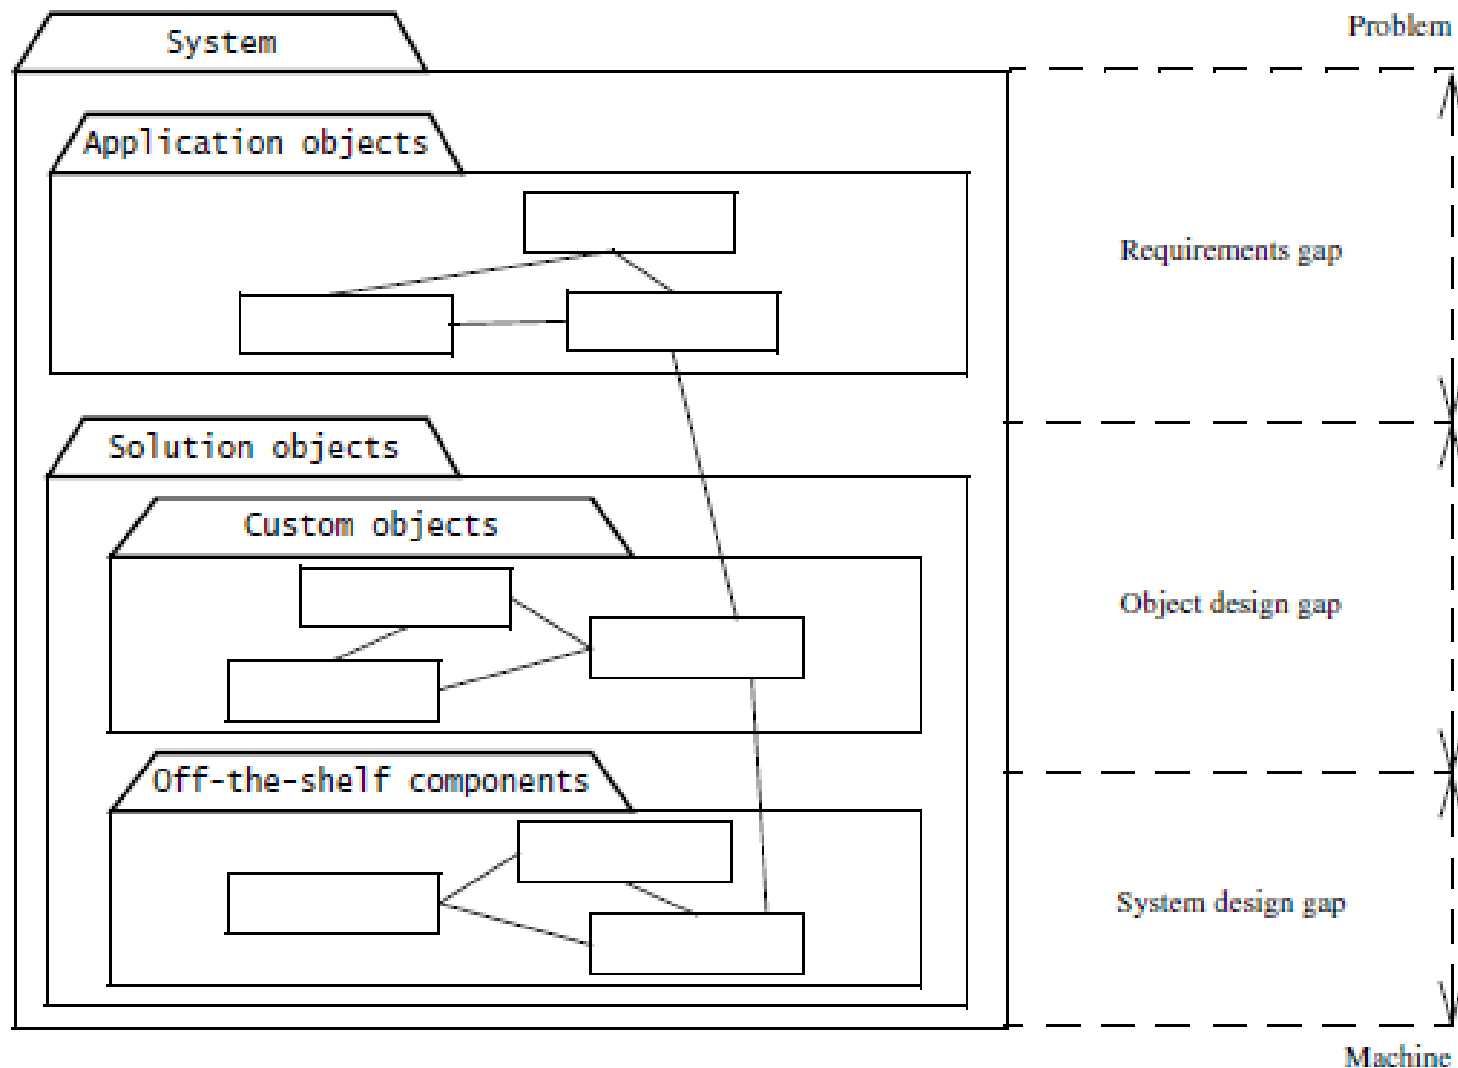 System
Problem
Application objects
Requirements gap
Solution objects
Custom objects
Object design gap
Off-the-shelf components
System design gap
Machine